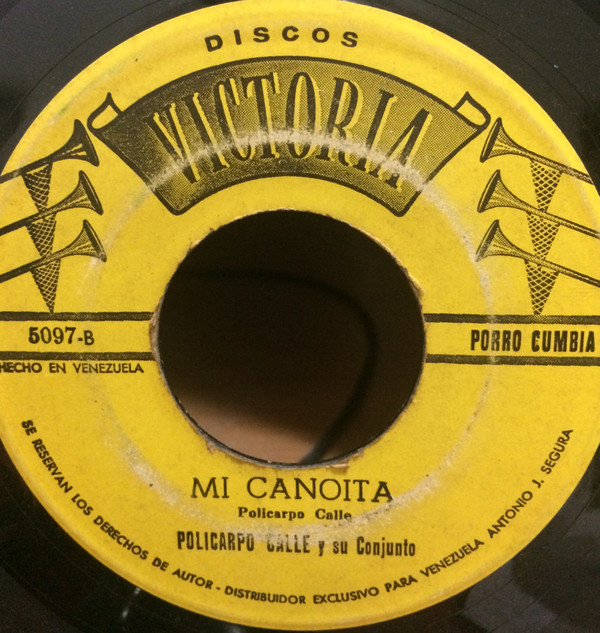 DISCOS
VICTORIA
5097-B
PORRO CUMBIA
HECHO EN VENEZUELA
MI CANOITA
Policarpo Calle
POLICARPO CALLE y su Conjunto
SE RESERVAN LOS DERECHOS DE AUTOR - DISTRIBUIDOR EXCLUSIVO PARA VENEZUELA ANTONIO J. SEGURA